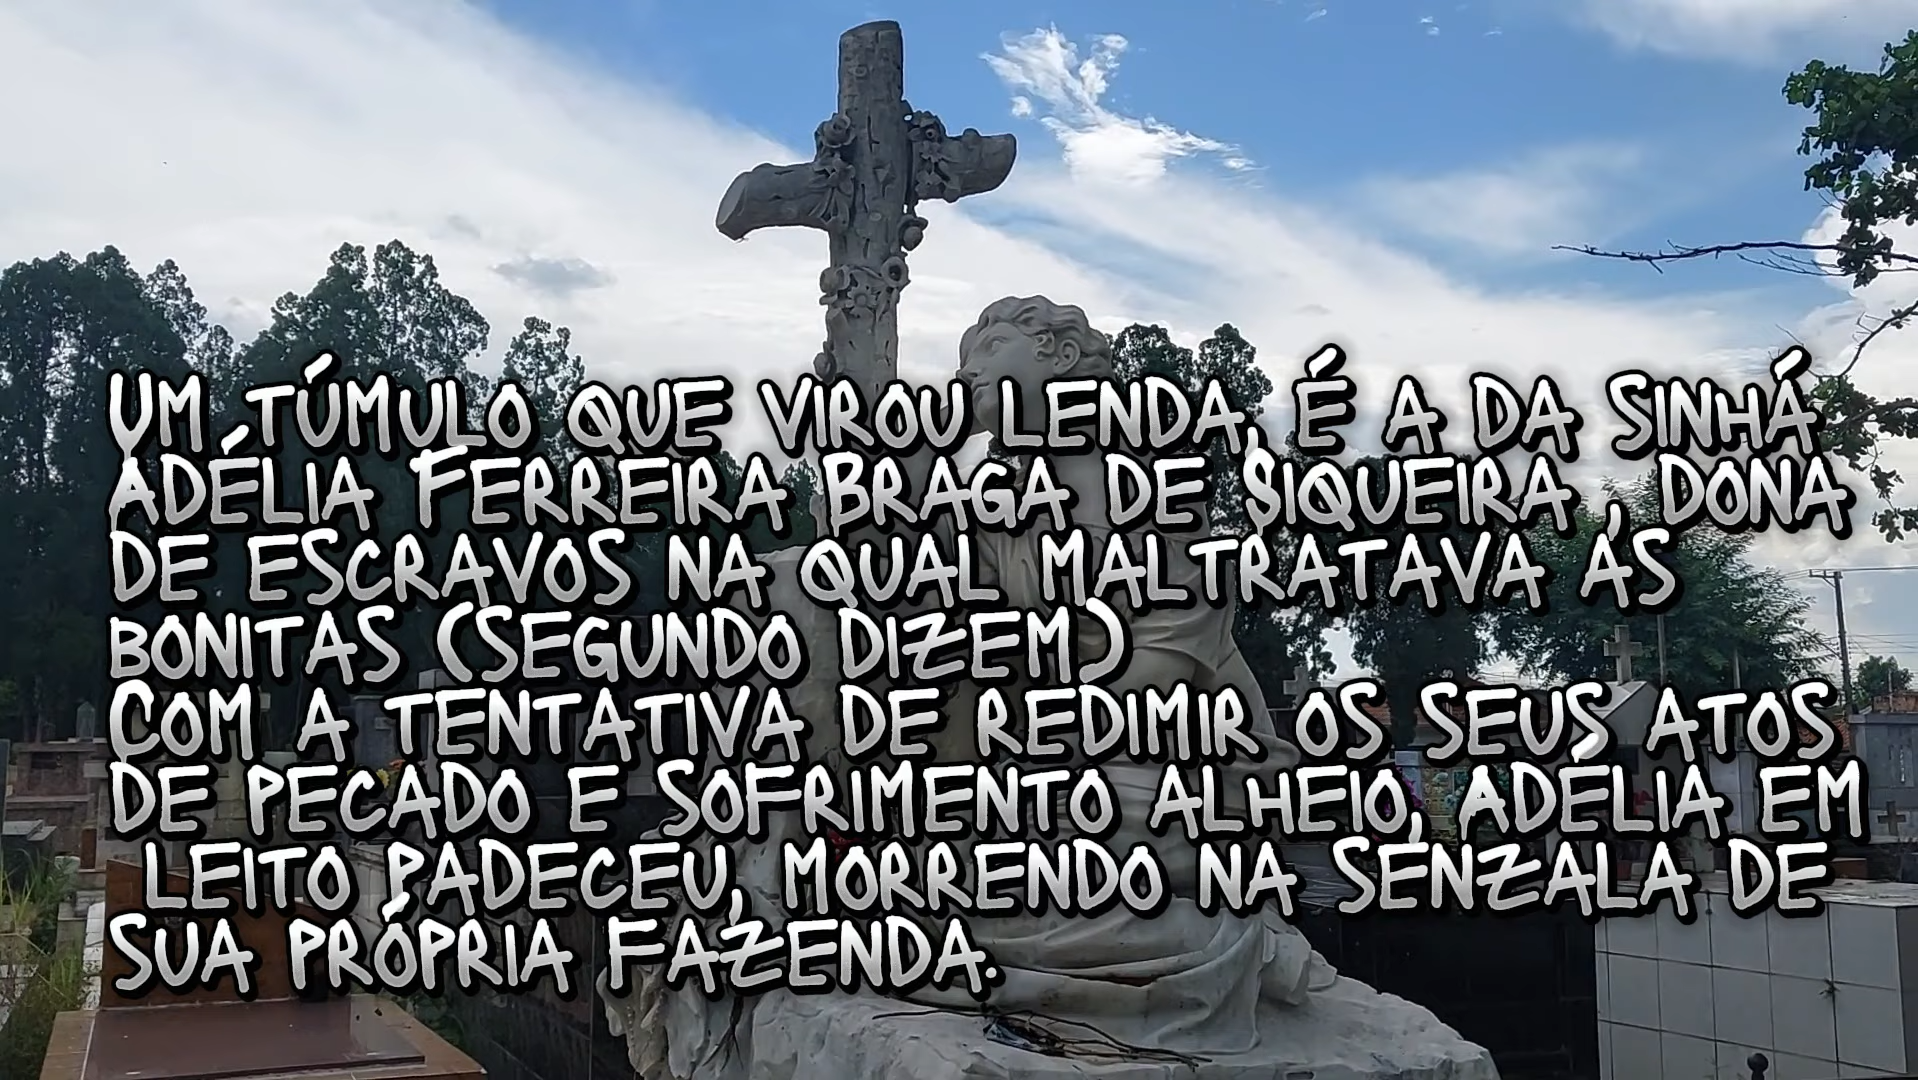 Um túmulo que virou lenda, é a da Sinhá
Adélia Ferreira Braga de Siqueira , dona
de escravos na qual maltratava ás
bonitas (segundo dizem)
Com a tentativa de redimir os seus atos
de pecado e sofrimento alheio, Adélia em
leito padeceu, morrendo na senzala de
sua própria fazenda.